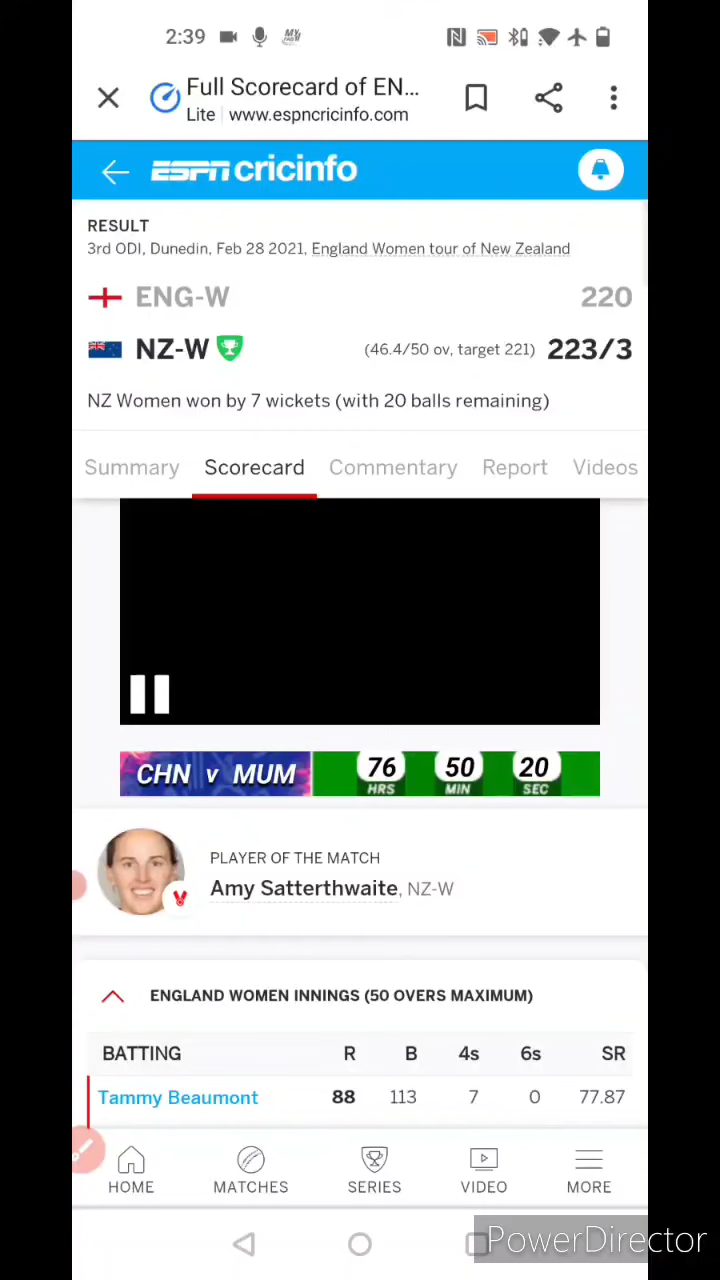 2:39
Full Scorecard of EN...
Lite www.espncricinfo.com
ESPN cricinfo
RESULT
3rd ODI, Dunedin, Feb 28 2021, England Women tour of New Zealand
ENG-W 220
NZ-W (46.4/50 ov, target 221) 223/3
NZ Women won by 7 wickets (with 20 balls remaining)
Summary Scorecard Commentary Report Videos
CHN v MUM 76 50 20
HRS MIN SEC
PLAYER OF THE MATCH
Amy Satterthwaite, NZ-W
ENGLAND WOMEN INNINGS (50 OVERS MAXIMUM)
BATTING R B 4s 6s SR
Tammy Beaumont 88 113 7 0 77.87
HOME MATCHES SERIES VIDEO MORE
PowerDirector